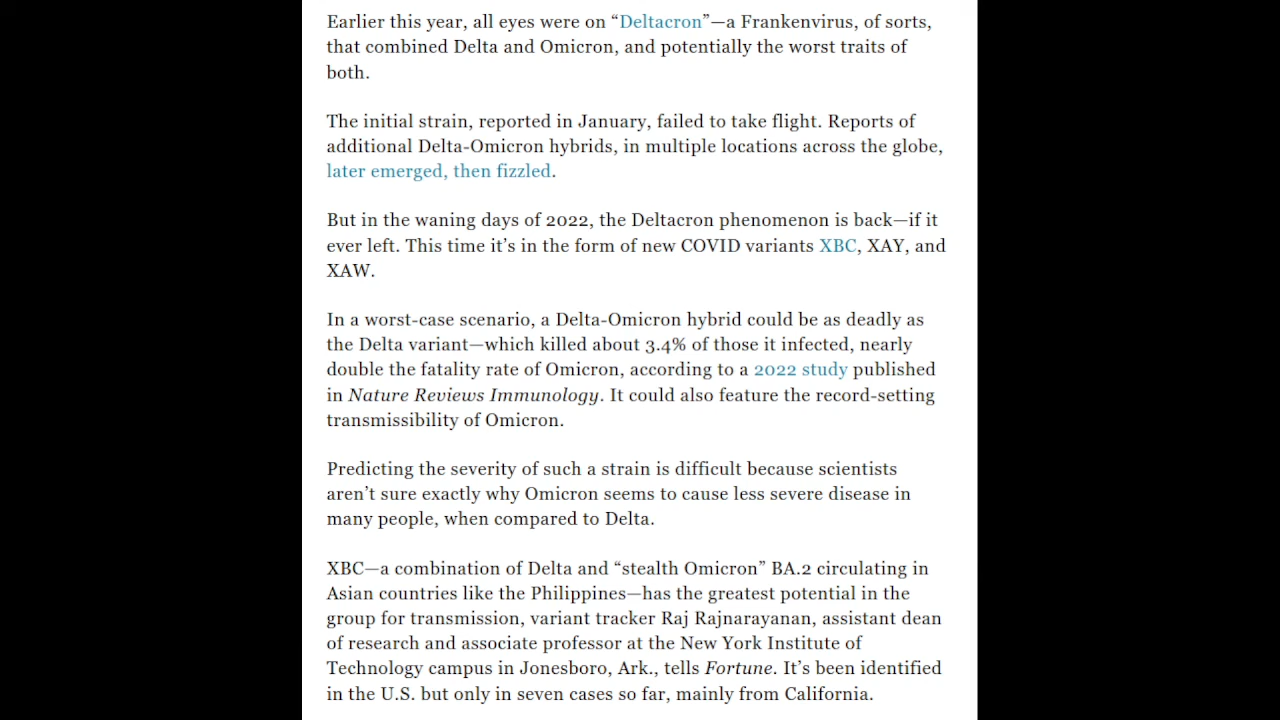 Earlier this year, all eyes were on “Deltacron”—a Frankenvirus, of sorts,
that combined Delta and Omicron, and potentially the worst traits of
both.
The initial strain, reported in January, failed to take flight. Reports of
additional Delta-Omicron hybrids, in multiple locations across the globe,
later emerged, then fizzled.
But in the waning days of 2022, the Deltacron phenomenon is back—if it
ever left. This time it’s in the form of new COVID variants XBC, XAY, and
XAW.
In a worst-case scenario, a Delta-Omicron hybrid could be as deadly as
the Delta variant—which killed about 3.4% of those it infected, nearly
double the fatality rate of Omicron, according to a 2022 study published
in Nature Reviews Immunology. It could also feature the record-setting
transmissibility of Omicron.
Predicting the severity of such a strain is difficult because scientists
aren’t sure exactly why Omicron seems to cause less severe disease in
many people, when compared to Delta.
XBC—a combination of Delta and “stealth Omicron” BA.2 circulating in
Asian countries like the Philippines—has the greatest potential in the
group for transmission, variant tracker Raj Rajnarayanan, assistant dean
of research and associate professor at the New York Institute of
Technology campus in Jonesboro, Ark., tells Fortune. It’s been identified
in the U.S. but only in seven cases so far, mainly from California.